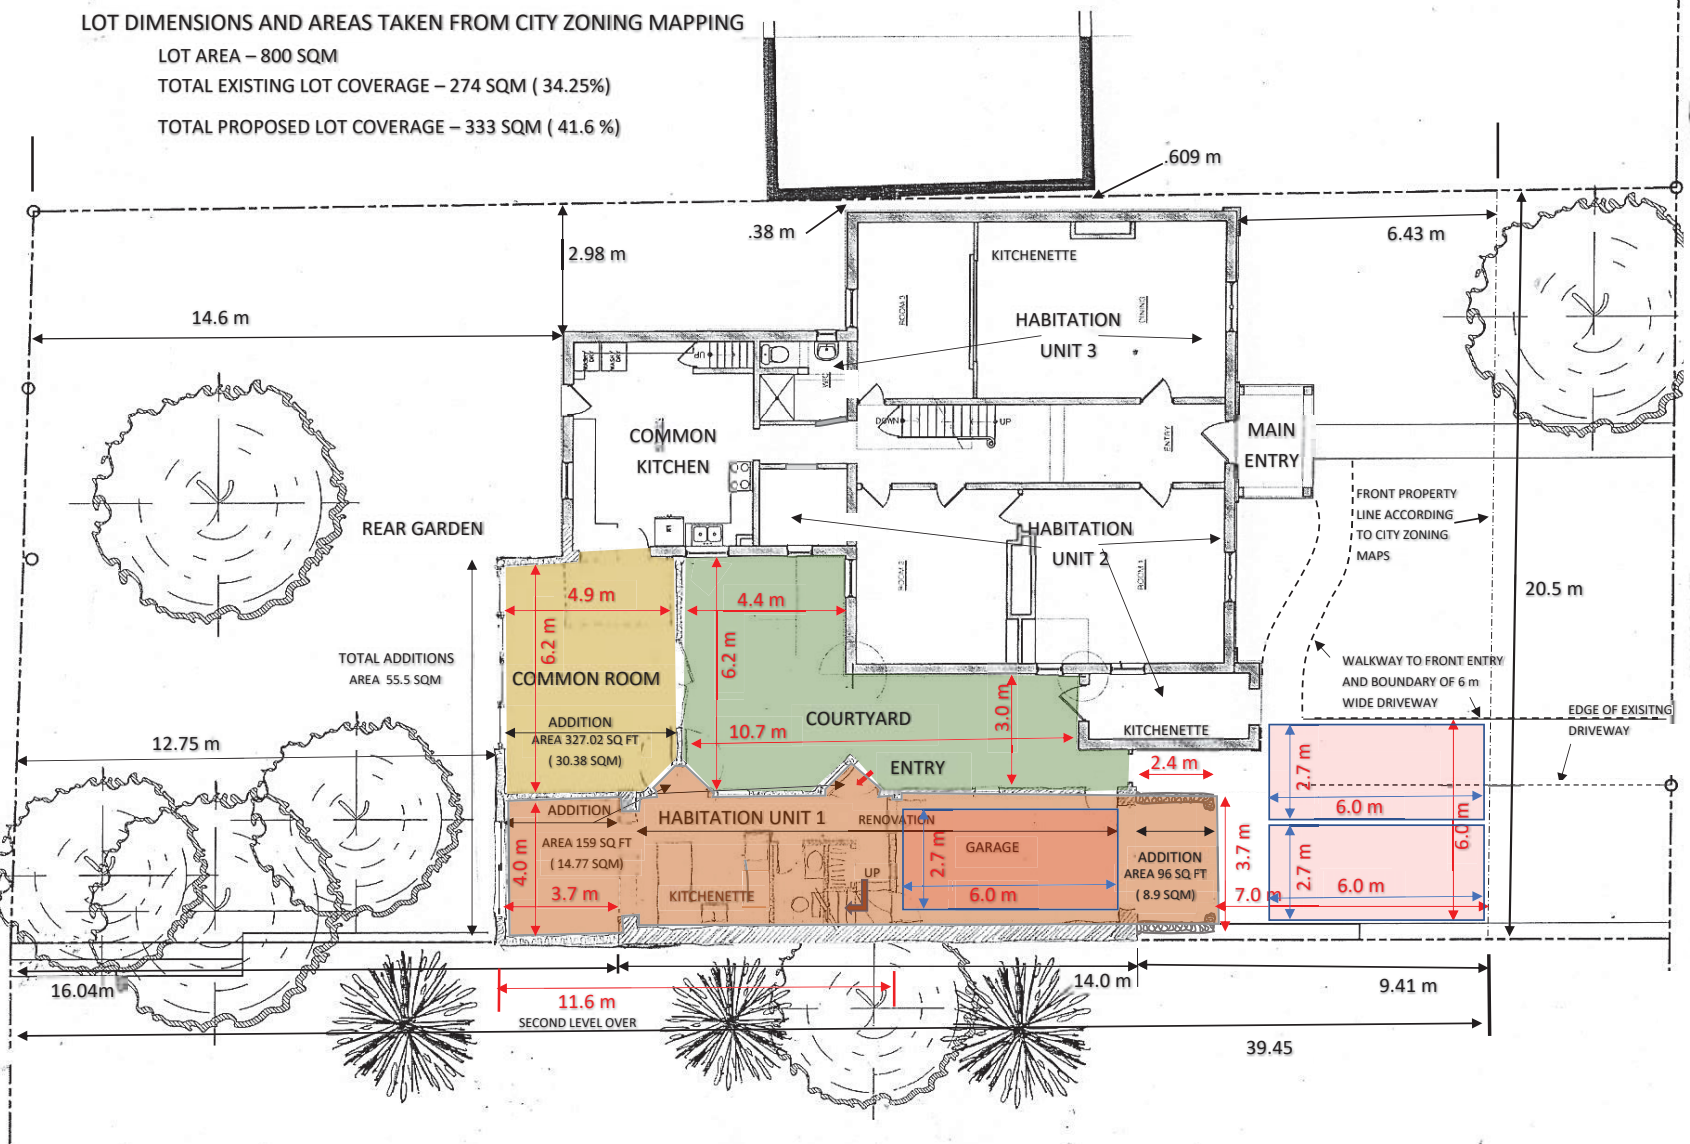 LOT DIMENSIONS AND AREAS TAKEN FROM CITY ZONING MAPPING
LOT AREA – 800 SQM
TOTAL EXISTING LOT COVERAGE – 274 SQM ( 34.25%)
TOTAL PROPOSED LOT COVERAGE – 333 SQM ( 41.6 %)
.609 m
.38 m
6.43 m
2.98 m
KITCHENETTE
14.6 m
DINING
HABITATION
UNIT 3
UP
DOWN
UP
ENTRY
COMMON
KITCHEN
MAIN
ENTRY
FRONT PROPERTY
LINE ACCORDING
TO CITY ZONING
MAPS
REAR GARDEN
HABITATION
UNIT 2
ROOM 1
20.5 m
4.9 m
4.4 m
6.2 m
6.2 m
TOTAL ADDITIONS
AREA  55.5 SQM
COMMON ROOM
WALKWAY TO FRONT ENTRY
AND BOUNDARY OF 6 m
WIDE DRIVEWAY
EDGE OF EXISITNG
DRIVEWAY
COURTYARD
3.0 m
KITCHENETTE
ADDITION
AREA 327.02 SQ FT
( 30.38 SQM)
10.7 m
12.75 m
ENTRY
2.4 m
2.7 m
6.0 m
6.0 m
ADDITION
HABITATION UNIT 1
RENOVATION
AREA 159 SQ FT
( 14.77 SQM)
4.0 m
3.7 m
KITCHENETTE
UP
2.7 m
GARAGE
6.0 m
ADDITION
AREA 96 SQ FT
( 8.9 SQM)
3.7 m
7.0 m
2.7 m
6.0 m
16.04m
11.6 m
SECOND LEVEL OVER
14.0 m
9.41 m
39.45